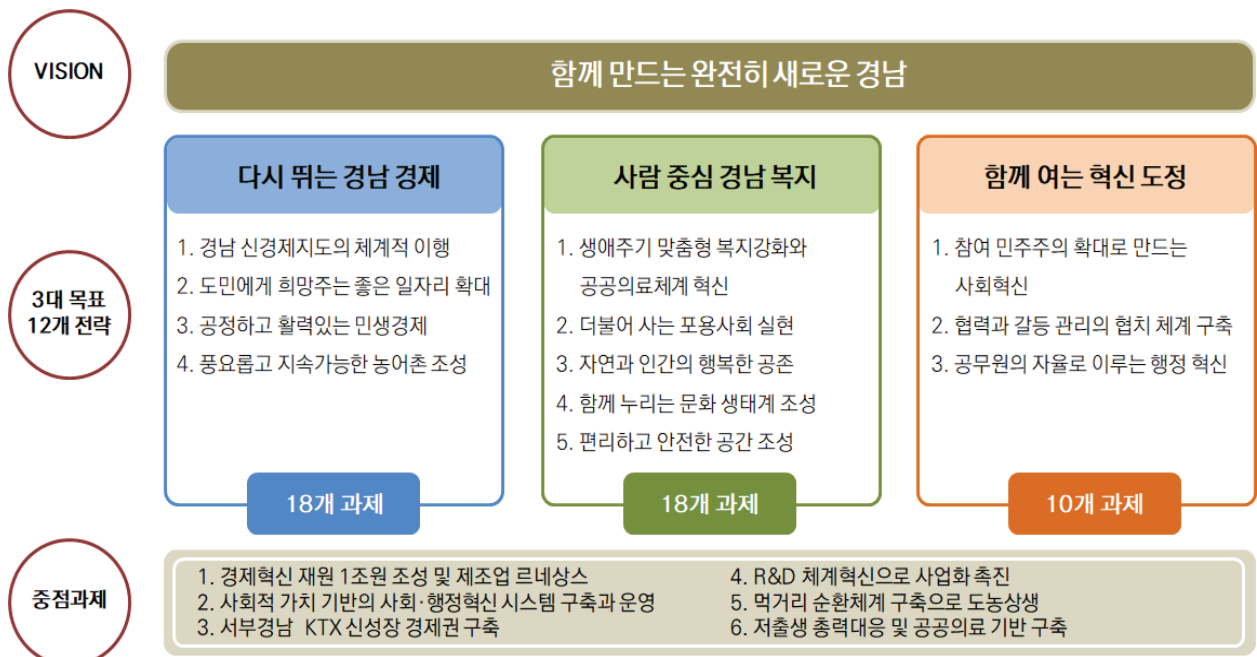 VISION
함께 만드는 완전히 새로운 경남
3대 목표
12개 전략
다시 뛰는 경남 경제
1. 경남 신경제지도의 체계적 이행
2. 도민에게 희망주는 좋은 일자리 확대
3. 공정하고 활력있는 민생경제
4. 풍요롭고 지속가능한 농어촌 조성
18개 과제
사람 중심 경남 복지
1. 생애주기 맞춤형 복지강화와
공공의료체계 혁신
2. 더불어 사는 포용사회 실현
3. 자연과 인간의 행복한 공존
4. 함께 누리는 문화 생태계 조성
5. 편리하고 안전한 공간 조성
18개 과제
함께 여는 혁신 도정
1. 참여 민주주의 확대로 만드는
사회혁신
2. 협력과 갈등 관리의 협치 체계 구축
3. 공무원의 자율로 이루는 행정 혁신
10개 과제
중점과제
1. 경제혁신 재원 1조원 조성 및 제조업 르네상스
2. 사회적 가치 기반의 사회·행정혁신 시스템 구축과 운영
3. 서부경남 KTX 신성장 경제권 구축
4. R&D 체계혁신으로 사업화 촉진
5. 먹거리 순환체계 구축으로 도농상생
6. 저출생 총력대응 및 공공의료 기반 구축